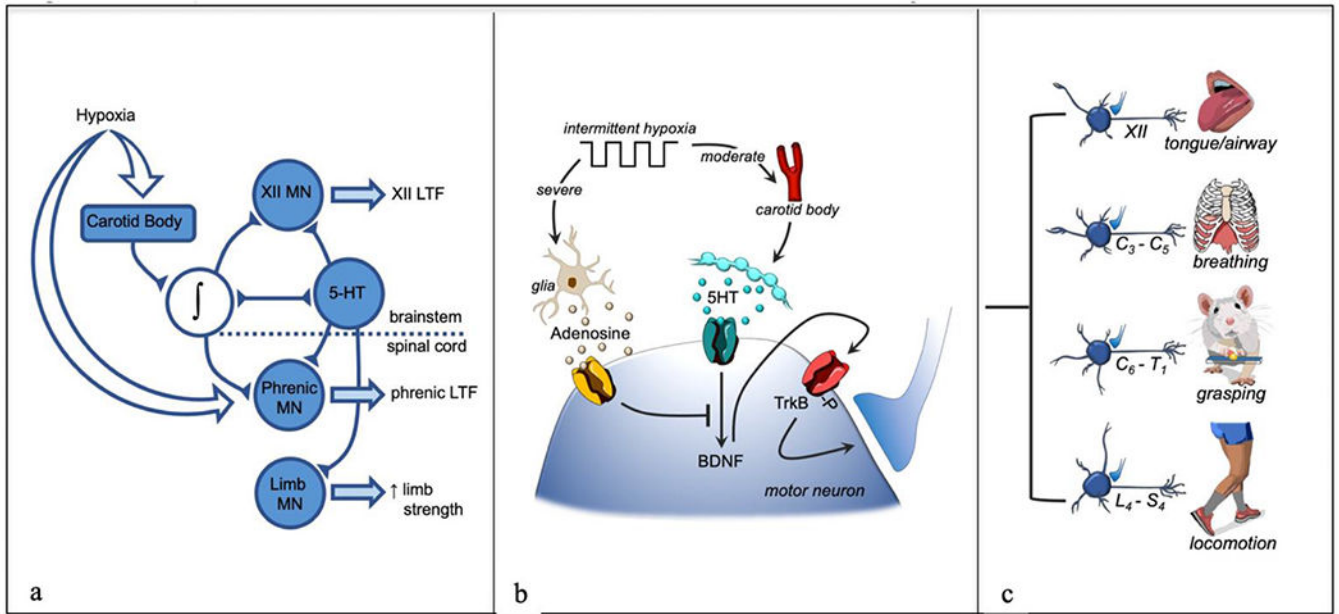 Hypoxia
Carotid Body
XII MN
XII LTF
∫
5-HT
brainstem
spinal cord
Phrenic
MN
phrenic LTF
Limb
MN
↑ limb
strength
a
intermittent hypoxia
moderate
severe
carotid body
glia
5HT
Adenosine
TrkB
-P
BDNF
motor neuron
b
XII
tongue/airway
C3 - C5
breathing
C6 - T1
grasping
L4 - S4
locomotion
c